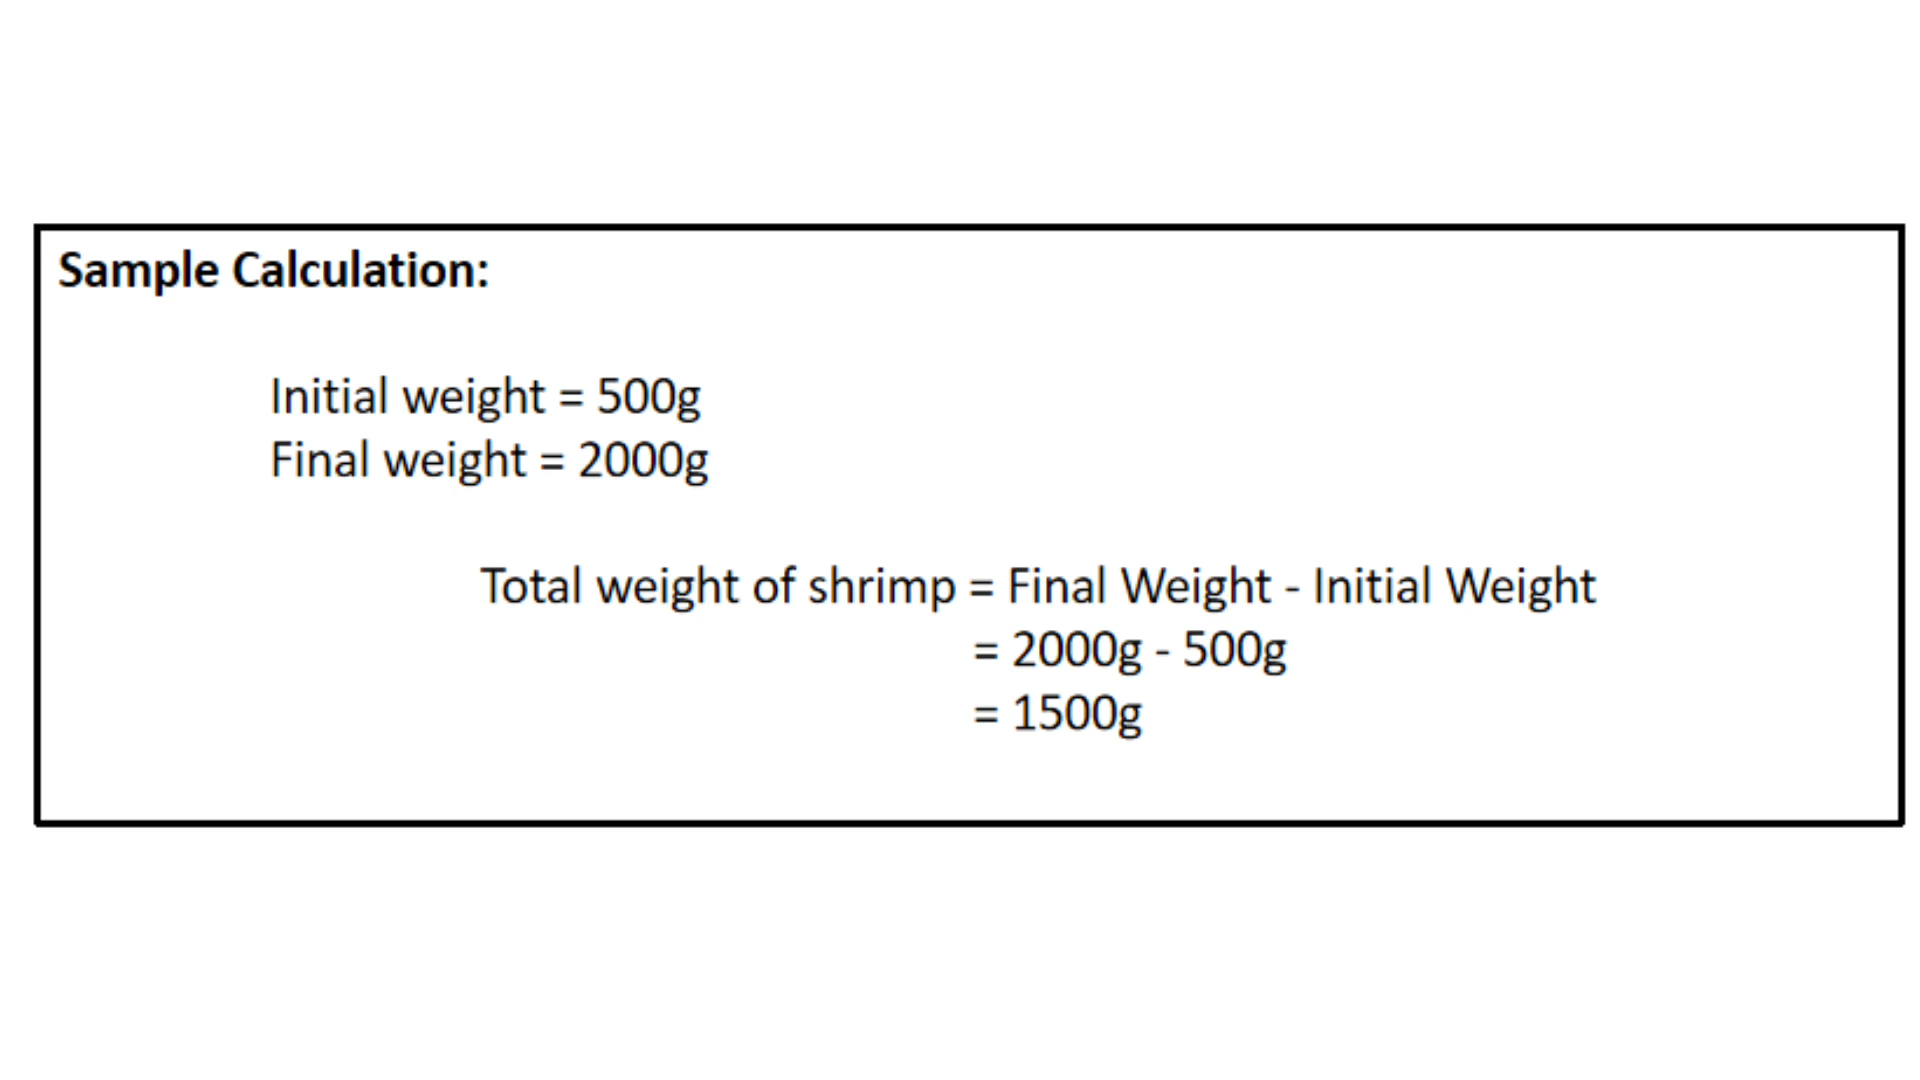 Sample Calculation:
Initial weight = 500g
Final weight = 2000g
Total weight of shrimp = Final Weight - Initial Weight
= 2000g - 500g
= 1500g